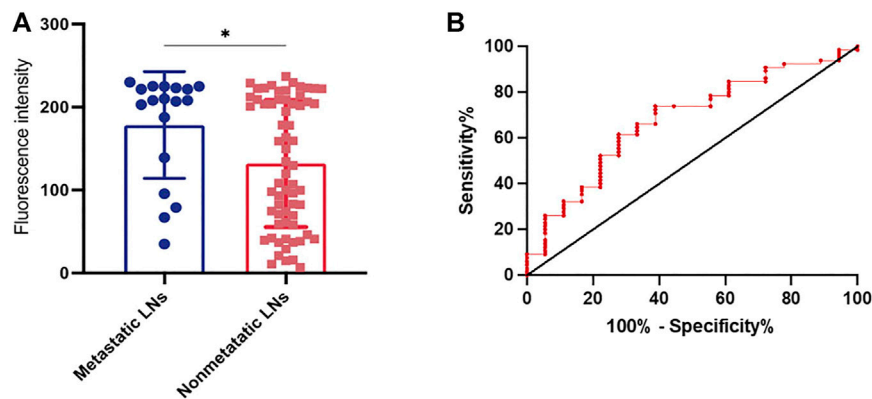 A
300
*
200
100
0
Fluorescence intensity
Metastatic LNs
Nonmetatatic LNs
B
100
80
60
40
20
0
Sensitivity%
0 20 40 60 80 100
100% - Specificity%